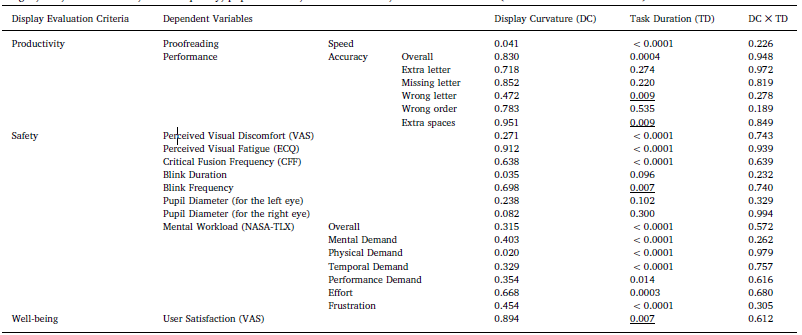 Display Evaluation Criteria Dependent Variables Display Curvature (DC) Task Duration (TD) DC × TD
Productivity Proofreading Speed 0.041 < 0.0001 0.226
Performance Accuracy Overall 0.830 0.0004 0.948
Extra letter 0.718 0.274 0.972
Missing letter 0.852 0.220 0.819
Wrong letter 0.472 0.009 0.278
Wrong order 0.783 0.535 0.189
Extra spaces 0.951 0.009 0.849
Safety Perceived Visual Discomfort (VAS) 0.271 < 0.0001 0.743
Perceived Visual Fatigue (ECQ) 0.912 < 0.0001 0.939
Critical Fusion Frequency (CFF) 0.638 < 0.0001 0.639
Blink Duration 0.035 0.096 0.232
Blink Frequency 0.698 0.007 0.740
Pupil Diameter (for the left eye) 0.238 0.102 0.329
Pupil Diameter (for the right eye) 0.082 0.300 0.994
Mental Workload (NASA-TLX) Overall 0.315 < 0.0001 0.572
Mental Demand 0.403 < 0.0001 0.262
Physical Demand 0.020 < 0.0001 0.979
Temporal Demand 0.329 < 0.0001 0.757
Performance Demand 0.354 0.014 0.616
Effort 0.668 0.0003 0.680
Frustration 0.454 < 0.0001 0.305
Well-being User Satisfaction (VAS) 0.894 0.007 0.612